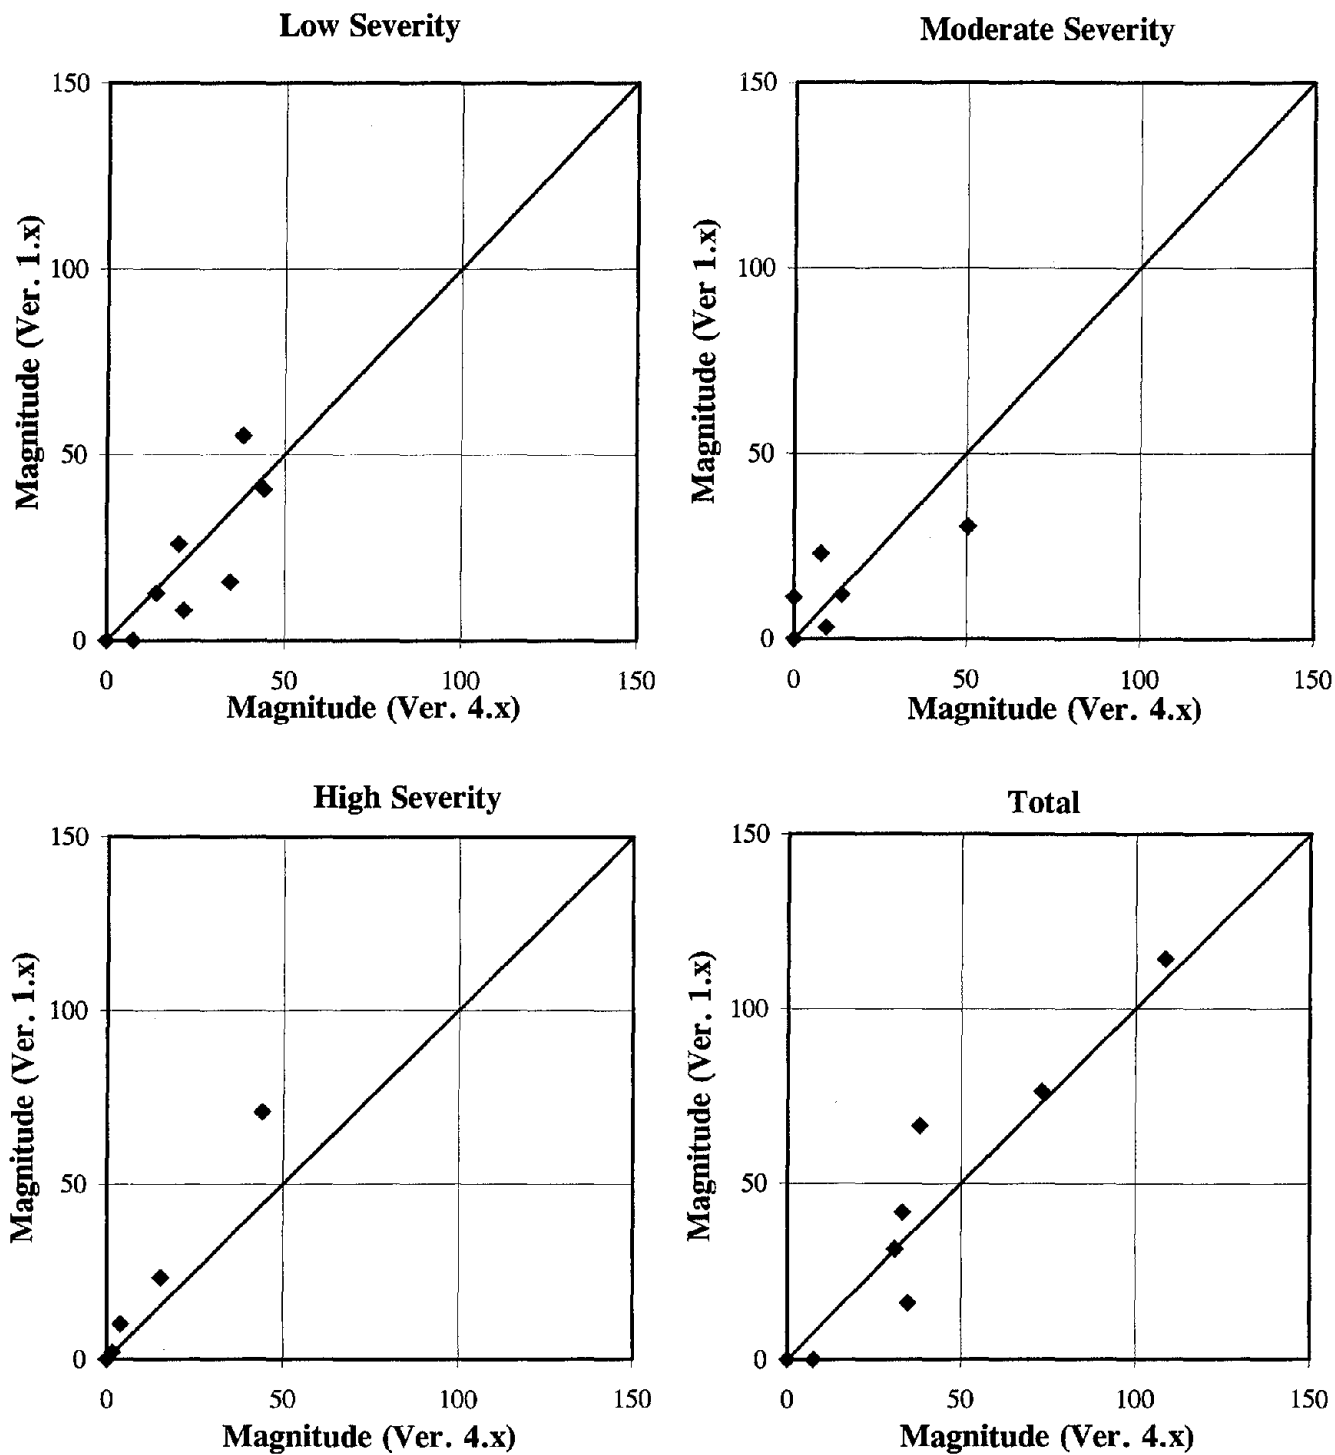 Low Severity
150
100
50
0
0 50 100 150
Magnitude (Ver. 1.x)
Magnitude (Ver. 4.x)
Moderate Severity
150
100
50
0
0 50 100 150
Magnitude (Ver 1.x)
Magnitude (Ver. 4.x)
High Severity
150
100
50
0
0 50 100 150
Magnitude (Ver. 1.x)
Magnitude (Ver. 4.x)
Total
150
100
50
0
0 50 100 150
Magnitude (Ver. 1.x)
Magnitude (Ver. 4.x)